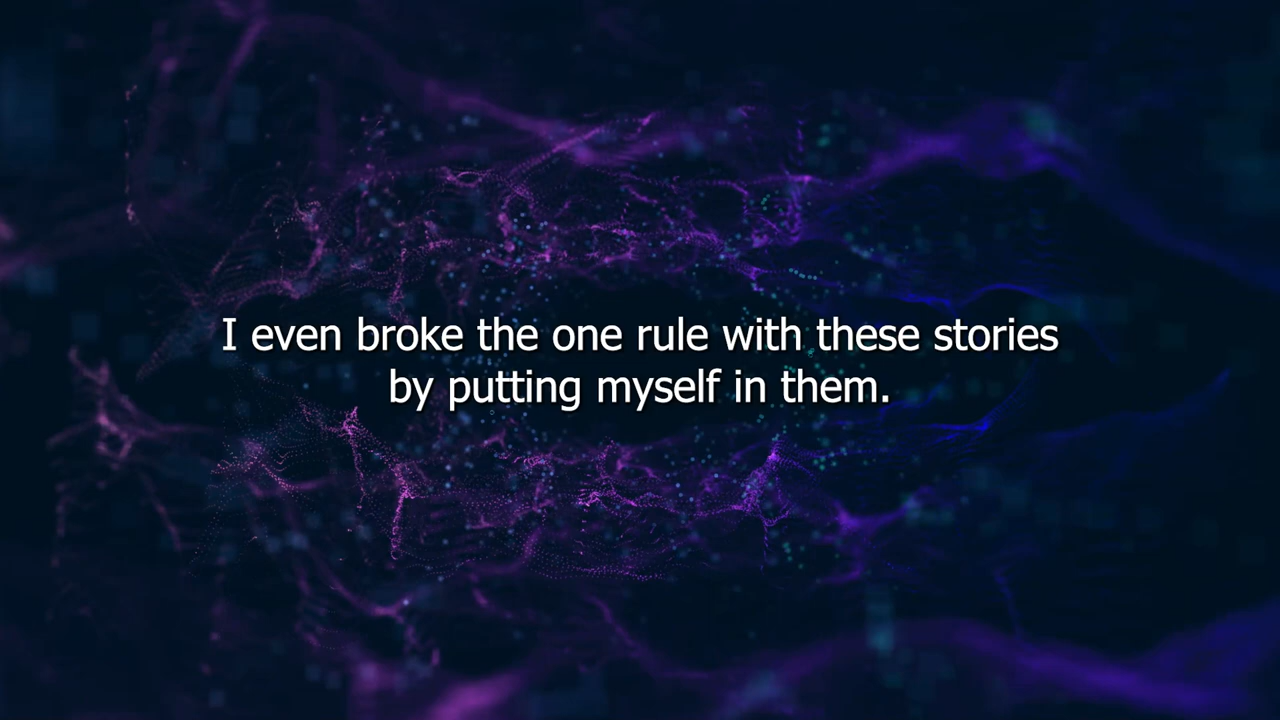 I even broke the one rule with these stories
by putting myself in them.